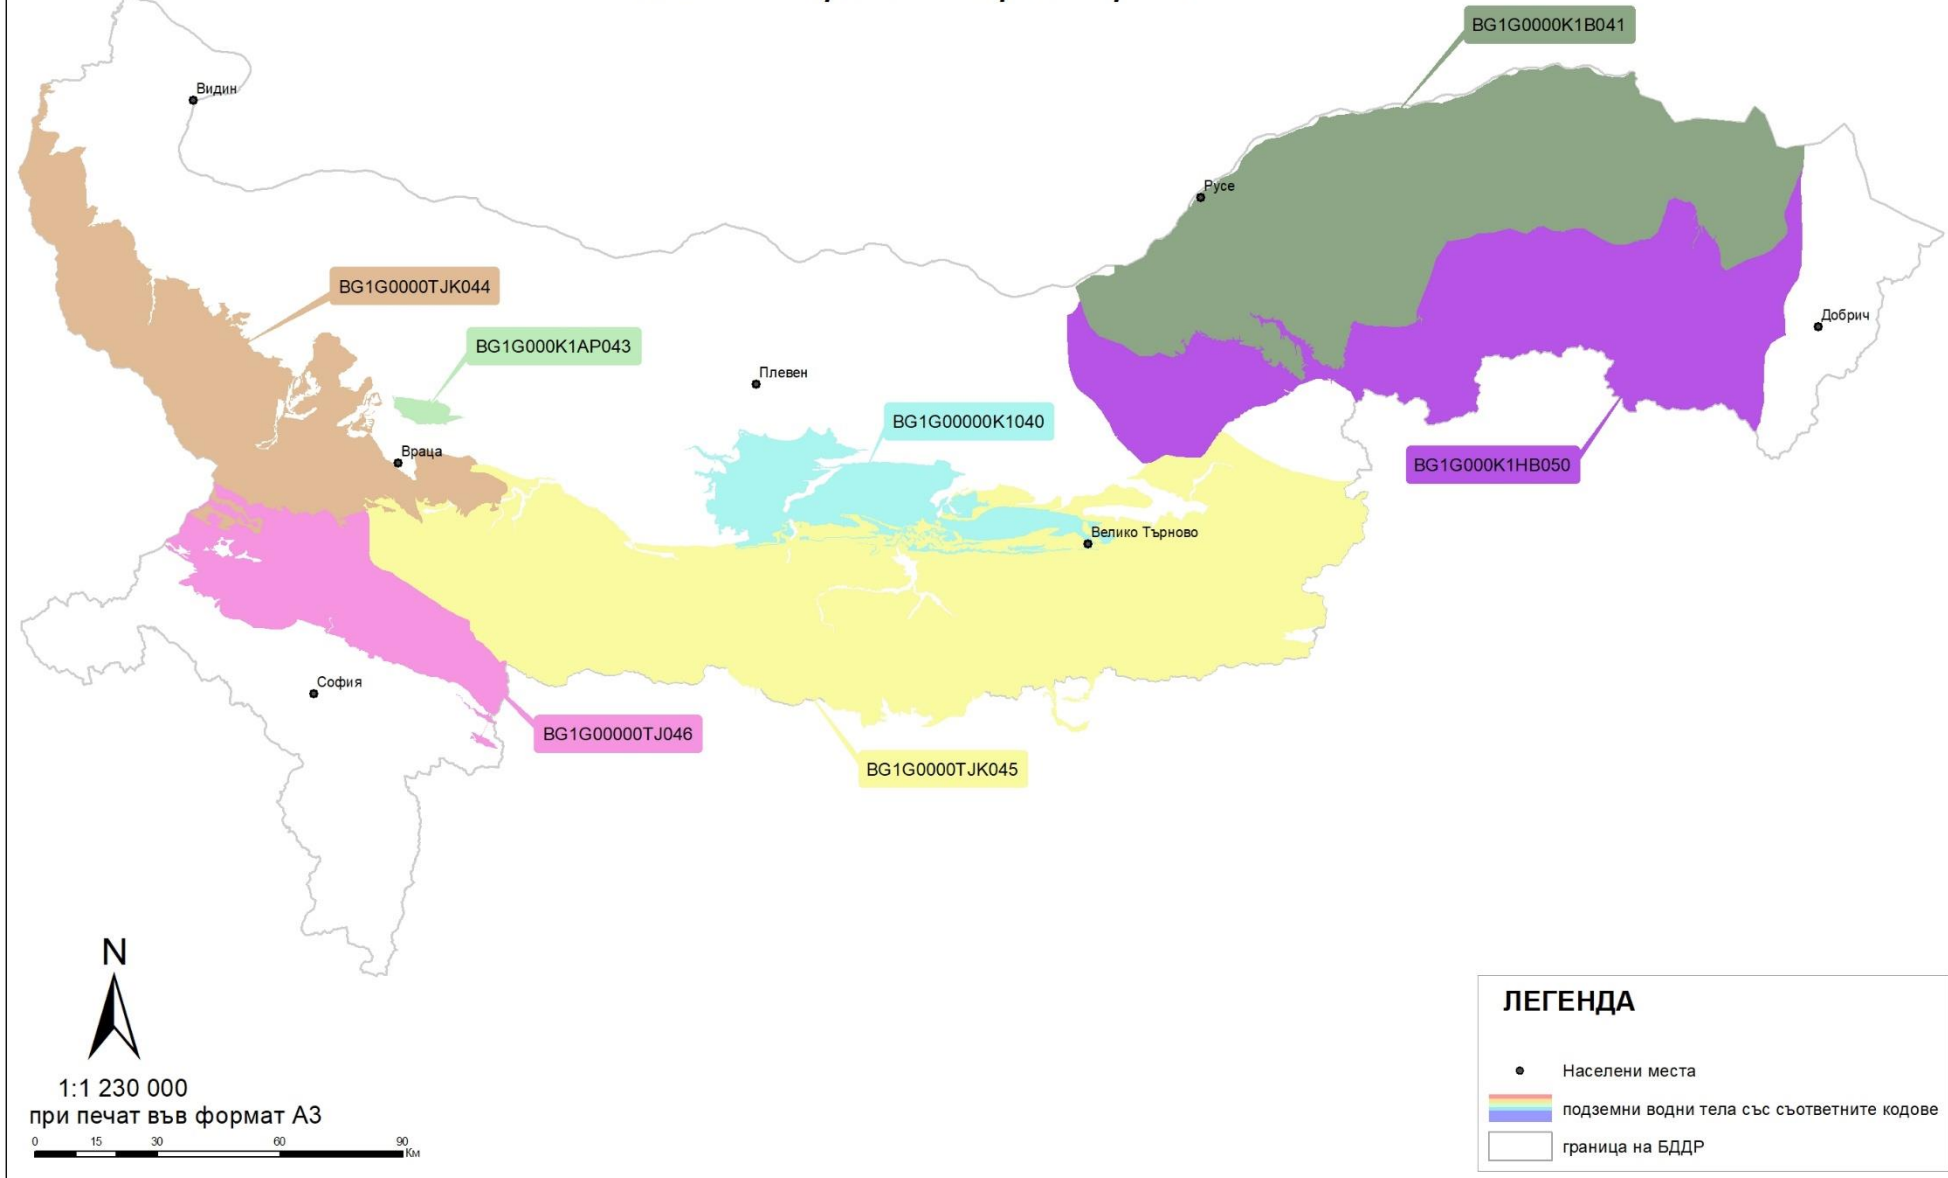 BG1G0000K1B041
Видин
Русе
BG1G0000TJK044
Добрич
BG1G000K1AP043
Плевен
BG1G00000K1040
Враца
BG1G000K1HB050
Велико Търново
София
BG1G00000TJ046
BG1G0000TJK045
N
1:1 230 000
при печат във формат А3
0 15 30 60 90
Км
ЛЕГЕНДА
Населени места
подземни водни тела със съответните кодове
граница на БДДР